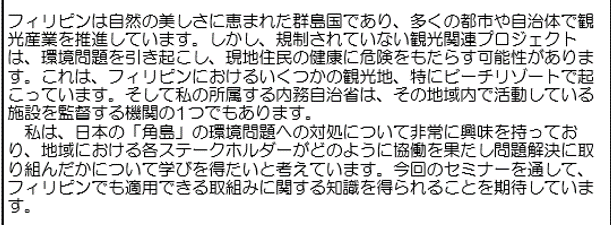 フィリピンは自然の美しさに恵まれた群島国であり、多くの都市や自治体で観
光産業を推進しています。しかし、規制されていない観光関連プロジェクト
は、環境問題を引き起こし、現地住民の健康に危険をもたらす可能性がありま
す。これは、フィリピンにおけるいくつかの観光地、特にビーチリゾートで起
こっています。そして私の所属する内務自治省は、その地域内で活動している
施設を監督する機関の1つでもあります。
　私は、日本の「角島」の環境問題への対処について非常に興味を持ってお
り、地域における各ステークホルダーがどのように協働を果たし問題解決に取
り組んだかについて学びを得たいと考えています。今回のセミナーを通して、
フィリピンでも適用できる取組みに関する知識を得られることを期待していま
す。